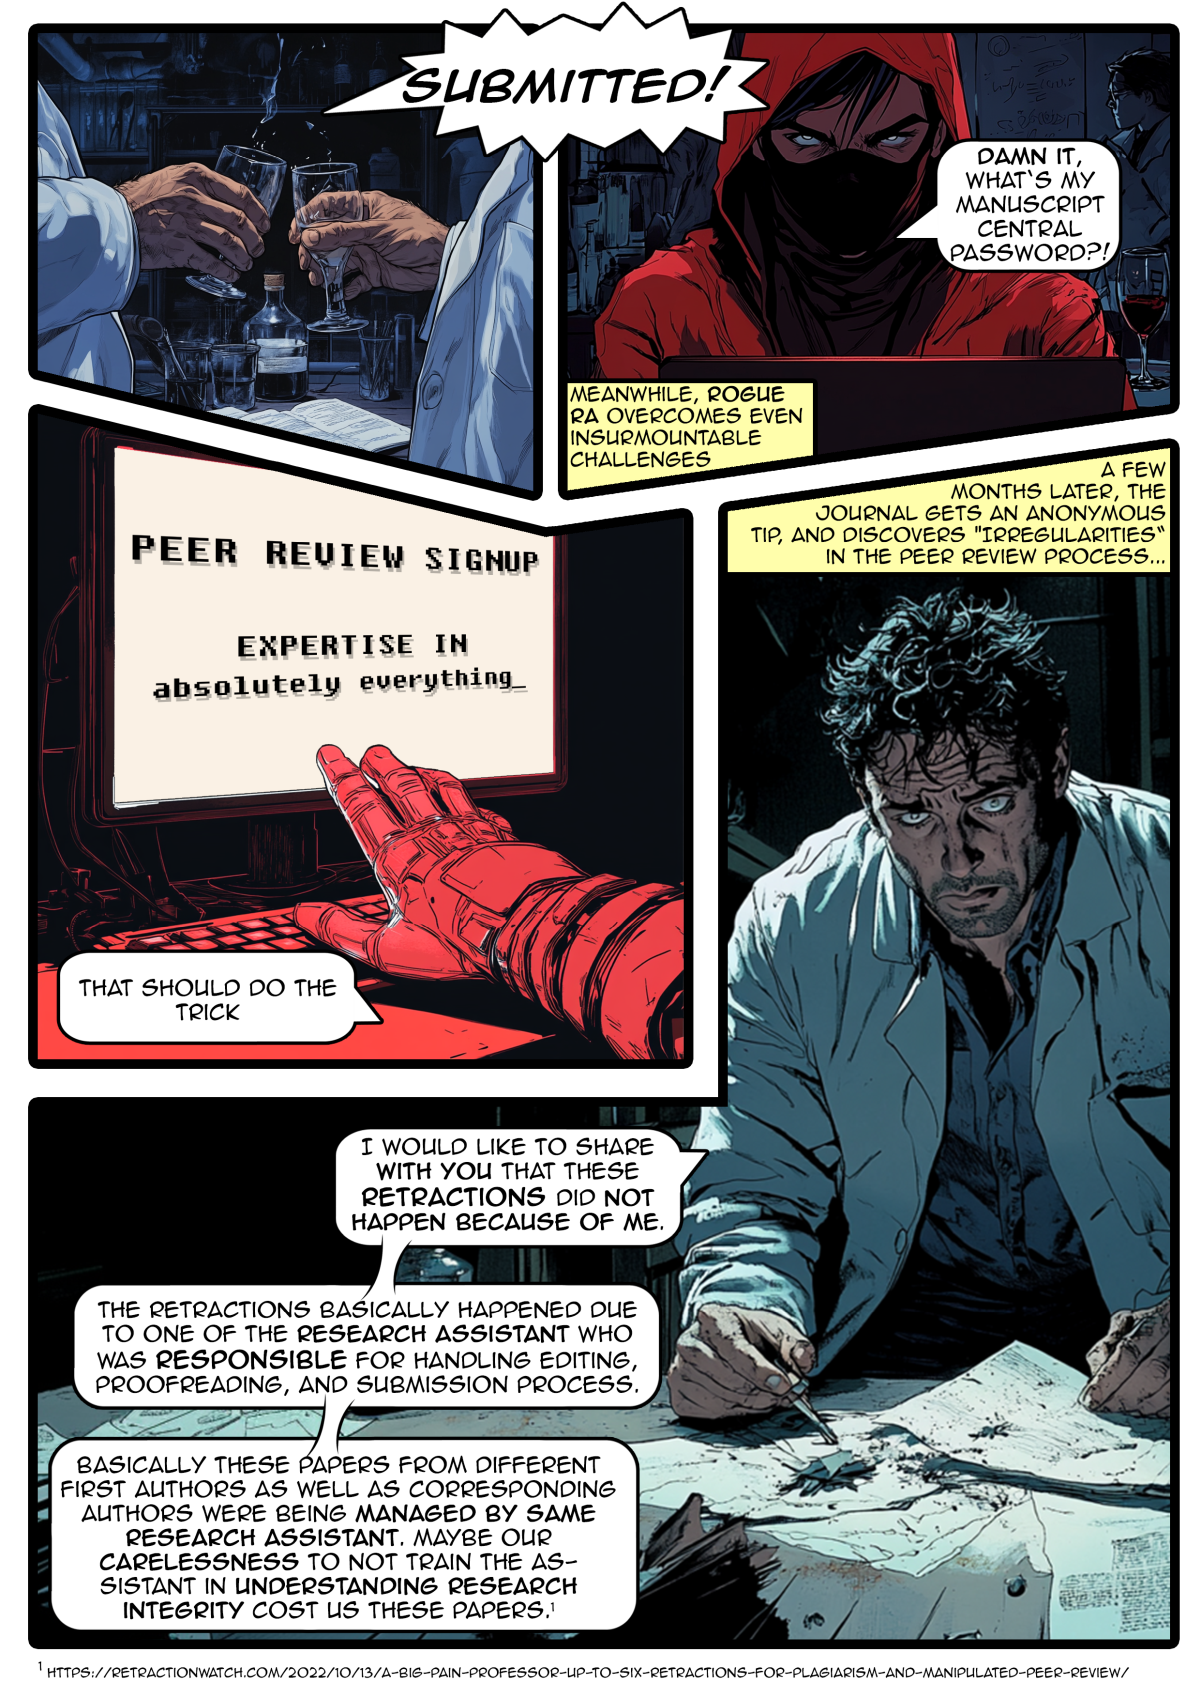 SUBMITTED!
DAMN IT,
WHAT'S MY
MANUSCRIPT
CENTRAL
PASSWORD?!
MEANWHILE, ROGUE
RA OVERCOMES EVEN
INSURMOUNTABLE
CHALLENGES
PEER REVIEW SIGNUP
EXPERTISE IN
absolutely everything_
THAT SHOULD DO THE
TRICK
A FEW
MONTHS LATER, THE
JOURNAL GETS AN ANONYMOUS
TIP, AND DISCOVERS "IRREGULARITIES"
IN THE PEER REVIEW PROCESS...
I WOULD LIKE TO SHARE
WITH YOU THAT THESE
RETRACTIONS DID NOT
HAPPEN BECAUSE OF ME.
THE RETRACTIONS BASICALLY HAPPENED DUE
TO ONE OF THE RESEARCH ASSISTANT WHO
WAS RESPONSIBLE FOR HANDLING EDITING,
PROOFREADING, AND SUBMISSION PROCESS.
BASICALLY THESE PAPERS FROM DIFFERENT
FIRST AUTHORS AS WELL AS CORRESPONDING
AUTHORS WERE BEING MANAGED BY SAME
RESEARCH ASSISTANT. MAYBE OUR
CARELESSNESS TO NOT TRAIN THE AS-
SISTANT IN UNDERSTANDING RESEARCH
INTEGRITY COST US THESE PAPERS.¹
¹ HTTPS://RETRACTIONWATCH.COM/2022/10/13/A-BIG-PAIN-PROFESSOR-UP-TO-SIX-RETRACTIONS-FOR-PLAGIARISM-AND-MANIPULATED-PEER-REVIEW/